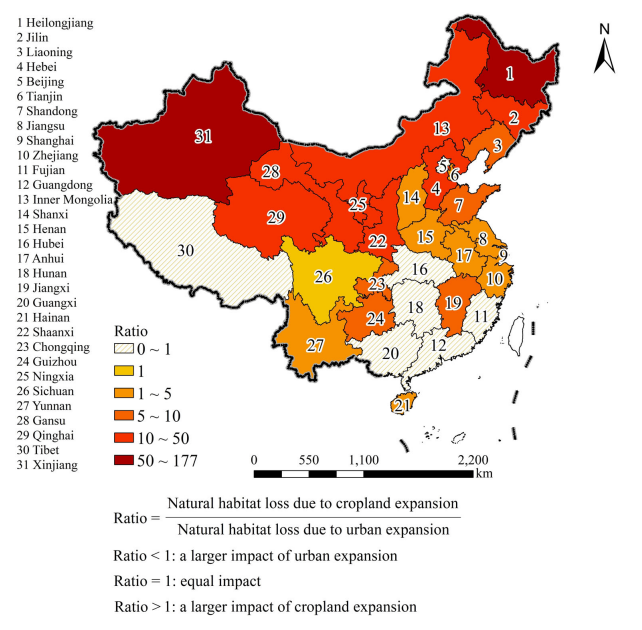 1 Heilongjiang
2 Jilin
3 Liaoning
4 Hebei
5 Beijing
6 Tianjin
7 Shandong
8 Jiangsu
9 Shanghai
10 Zhejiang
11 Fujian
12 Guangdong
13 Inner Mongolia
14 Shanxi
15 Henan
16 Hubei
17 Anhui
18 Hunan
19 Jiangxi
20 Guangxi
21 Hainan
22 Shaanxi
23 Chongqing
24 Guizhou
25 Ningxia
26 Sichuan
27 Yunnan
28 Gansu
29 Qinghai
30 Tibet
31 Xinjiang
N
1
2
13
31
3
5
6
28
4
14
25
7
29
15
8
22
30
17
9
16
26
10
23
18
19
24
11
27
20
12
21
Ratio
0 ~ 1
1
1 ~ 5
5 ~ 10
10 ~ 50
50 ~ 177
0 550 1,100 2,200
km
Ratio = Natural habitat loss due to cropland expansion
Natural habitat loss due to urban expansion
Ratio < 1: a larger impact of urban expansion
Ratio = 1: equal impact
Ratio > 1: a larger impact of cropland expansion